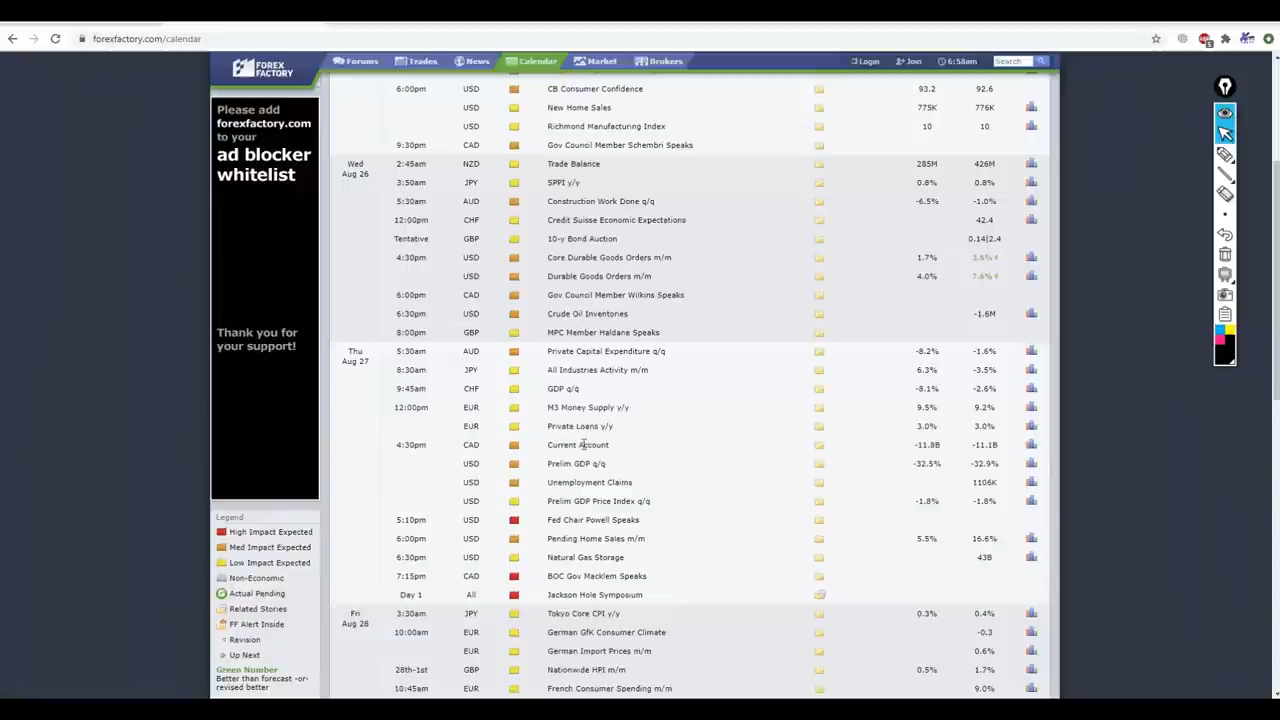 forexfactory.com/calendar
FOREX FACTORY Forums Trades News Calendar Market Brokers Login Join 6:58am Search
Please add
forexfactory.com
to your
ad blocker
whitelist
Thank you for
your support!
Legend
High Impact Expected
Med Impact Expected
Low Impact Expected
Non-Economic
Actual Pending
Related Stories
FF Alert Inside
Revision
Up Next
Green Number
Better than forecast -or-
revised better
6:00pm USD CB Consumer Confidence 93.2 92.6
USD New Home Sales 775K 776K
USD Richmond Manufacturing Index 10 10
9:30pm CAD Gov Council Member Schembri Speaks
Wed Aug 26 2:45am NZD Trade Balance 285M 426M
3:50am JPY SPPI y/y 0.8% 0.8%
5:30am AUD Construction Work Done q/q -6.5% -1.0%
12:00pm CHF Credit Suisse Economic Expectations 42.4
Tentative GBP 10-y Bond Auction 0.14|2.4
4:30pm USD Core Durable Goods Orders m/m 1.7% 3.6%
USD Durable Goods Orders m/m 4.0% 7.6%
6:00pm CAD Gov Council Member Wilkins Speaks
6:30pm USD Crude Oil Inventories -1.6M
8:00pm GBP MPC Member Haldane Speaks
Thu Aug 27 5:30am AUD Private Capital Expenditure q/q -8.2% -1.6%
8:30am JPY All Industries Activity m/m 6.3% -3.5%
9:45am CHF GDP q/q -8.1% -2.6%
12:00pm EUR M3 Money Supply y/y 9.5% 9.2%
EUR Private Loans y/y 3.0% 3.0%
4:30pm CAD Current Account -11.8B -11.1B
USD Prelim GDP q/q -32.5% -32.9%
USD Unemployment Claims 1106K
USD Prelim GDP Price Index q/q -1.8% -1.8%
5:10pm USD Fed Chair Powell Speaks
6:00pm USD Pending Home Sales m/m 5.5% 16.6%
6:30pm USD Natural Gas Storage 43B
7:15pm CAD BOC Gov Macklem Speaks
Day 1 All Jackson Hole Symposium
Fri Aug 28 3:30am JPY Tokyo Core CPI y/y 0.3% 0.4%
10:00am EUR German GfK Consumer Climate -0.3
EUR German Import Prices m/m 0.6%
28th-1st GBP Nationwide HPI m/m 0.5% 1.7%
10:45am EUR French Consumer Spending m/m 9.0%